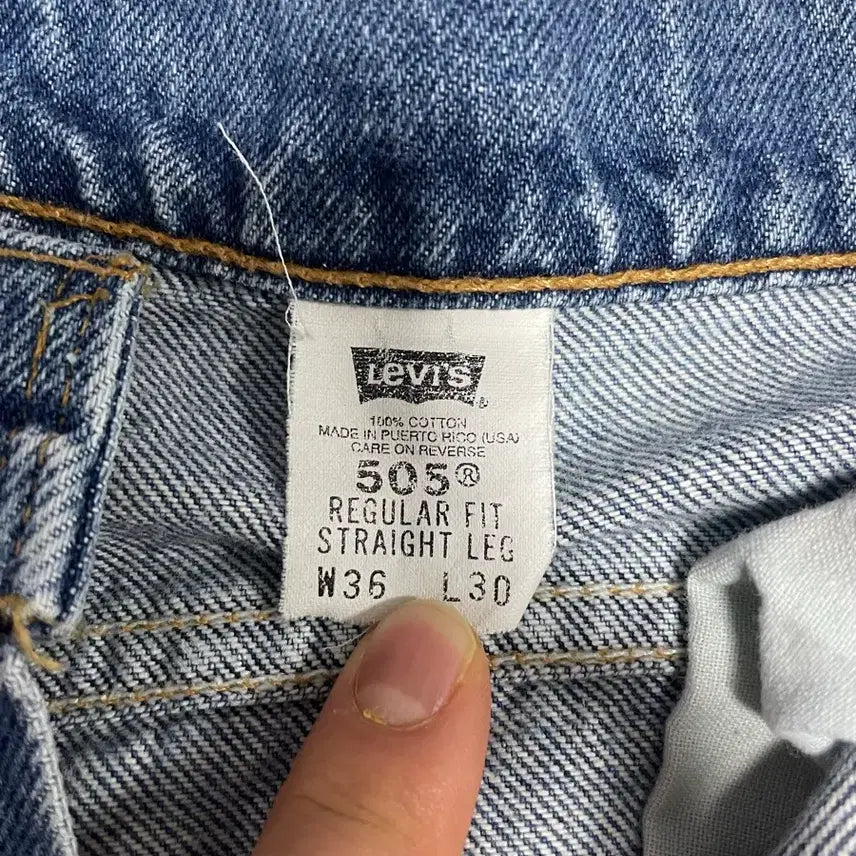 Levi's
®
100% COTTON
MADE IN PUERTO RICO (USA)
CARE ON REVERSE
505®
REGULAR FIT
STRAIGHT LEG
W36 L30